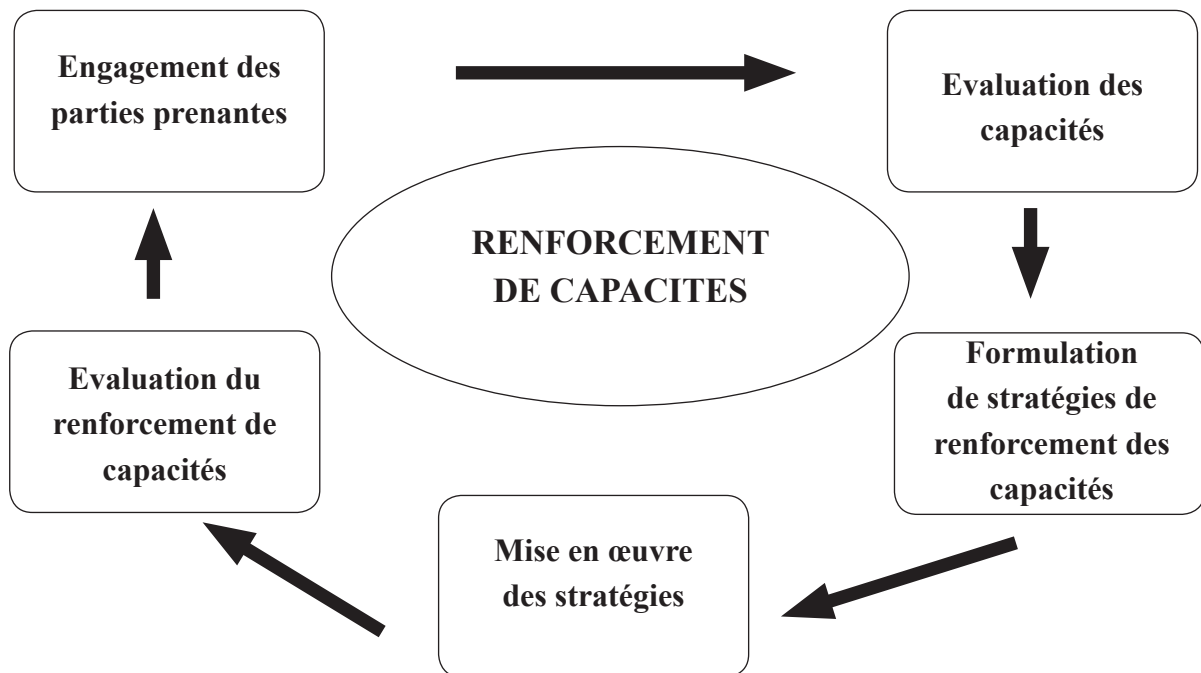 Engagement des
parties prenantes
Evaluation des
capacités
RENFORCEMENT
DE CAPACITES
Formulation
de stratégies de
renforcement des
capacités
Evaluation du
renforcement de
capacités
Mise en œuvre
des stratégies